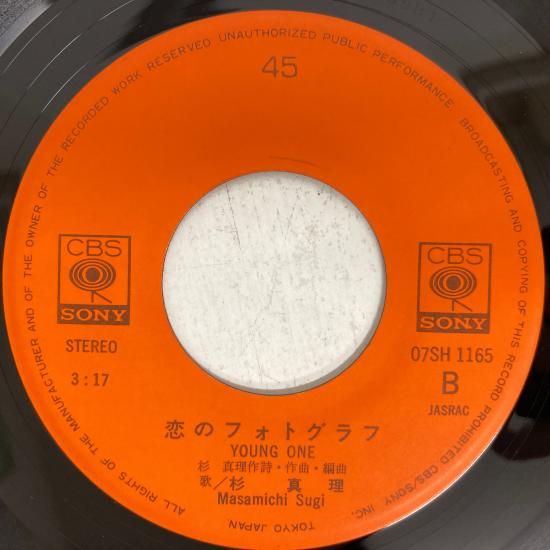 ALL RIGHTS OF THE MANUFACTURER AND OF THE OWNER OF THE RECORDED WORK RESERVED UNAUTHORIZED PUBLIC PERFORMANCE, BROADCASTING AND COPYING OF THIS RECORD PROHIBITED CBS/SONY INC. TOKYO JAPAN
45
CBS
SONY
CBS
SONY
STEREO
07SH 1165
3:17
B
JASRAC
恋のフォトグラフ
YOUNG ONE
杉 真理作詩・作曲・編曲
歌/杉 真 理
Masamichi Sugi